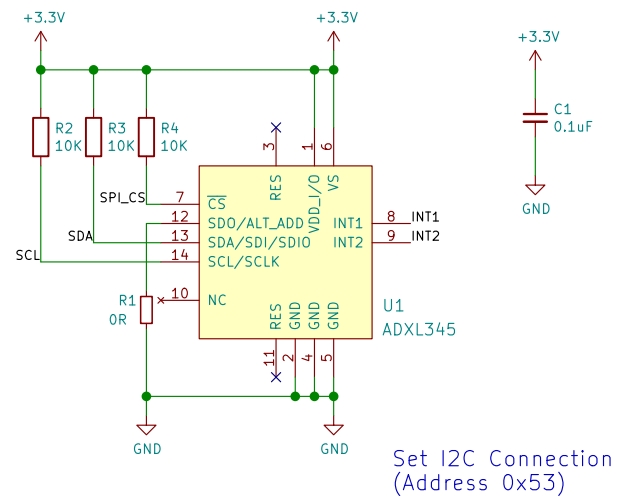 +3.3V
+3.3V
+3.3V
R2
10K
R3
10K
R4
10K
C1
0.1uF
GND
3
1
6
RES
VDD_I/O
VS
SPI_CS
7
CS
12
SDO/ALT_ADD
SDA
13
SDA/SDI/SDIO
SCL
14
SCL/SCLK
INT1
8
INT1
INT2
9
INT2
R1
0R
10
NC
RES
GND
GND
GND
U1
ADXL345
11
2
4
5
GND
GND
Set I2C Connection
(Address 0x53)